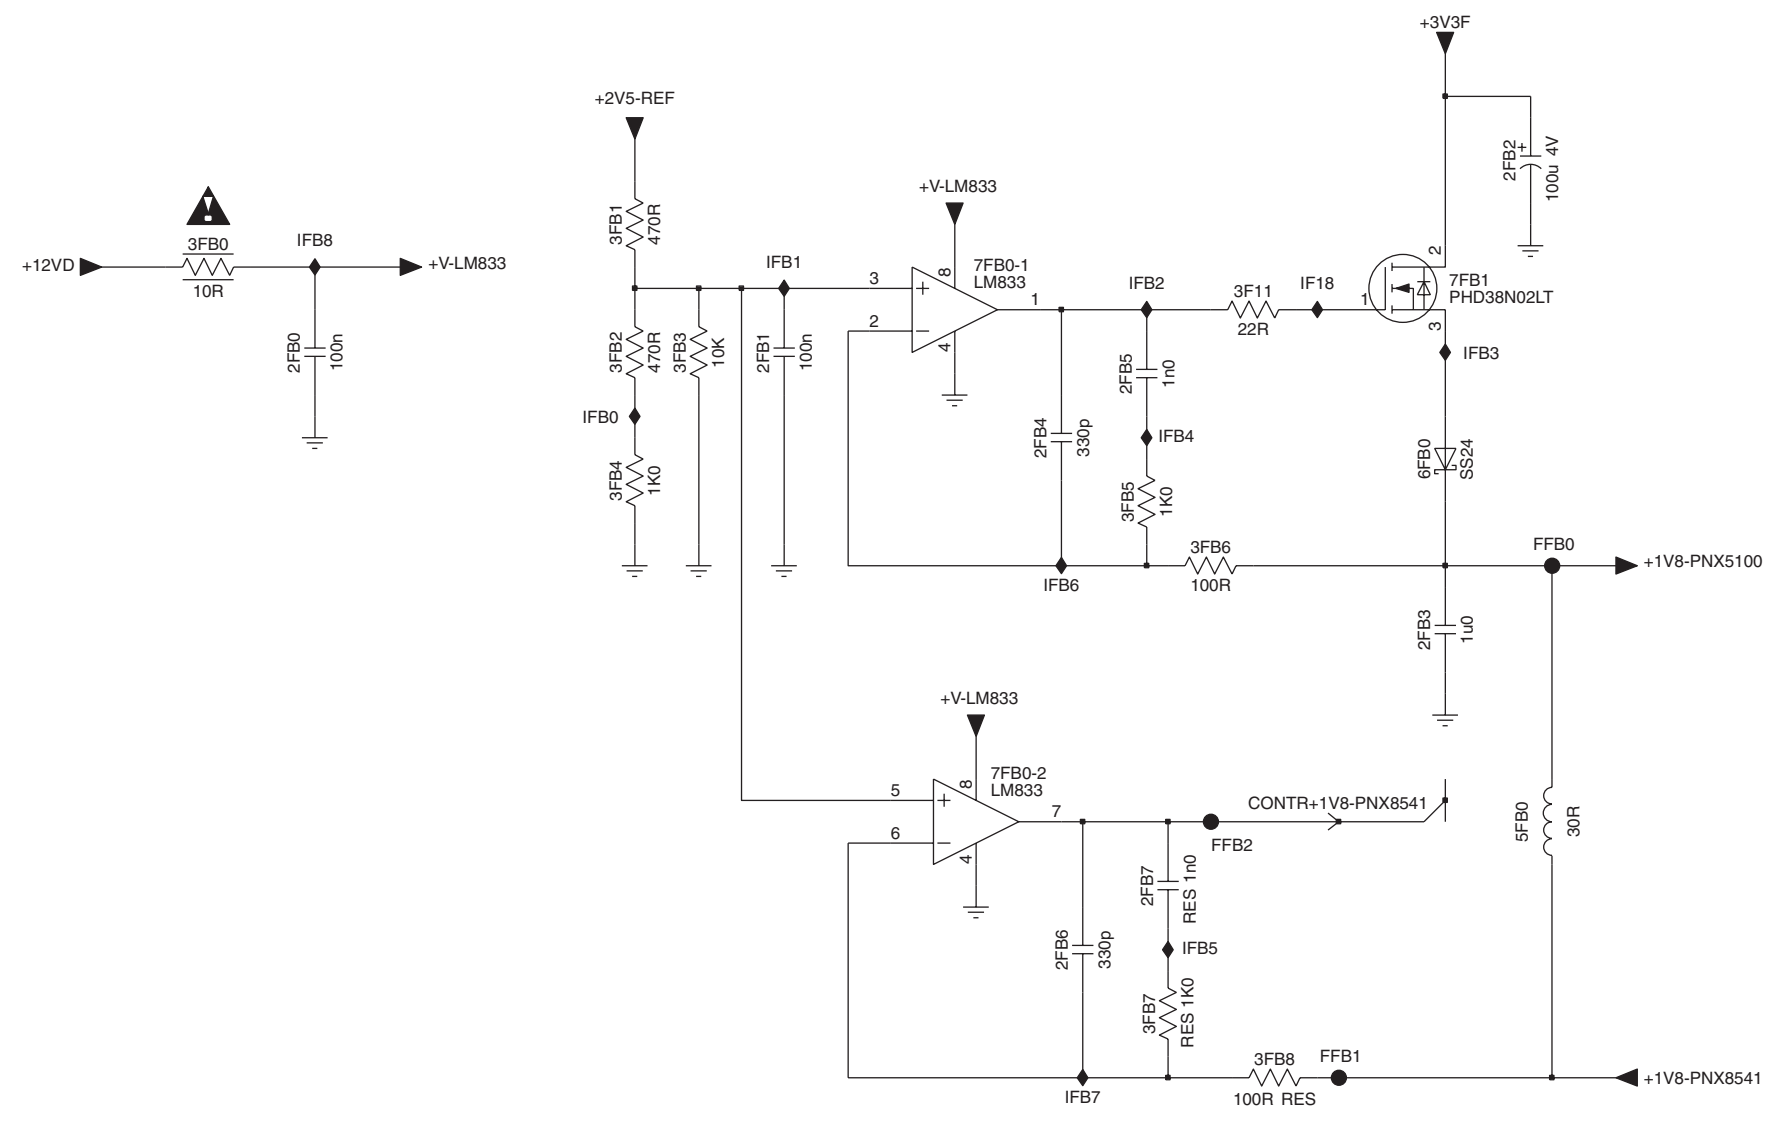 +3V3F
+2V5-REF
2FB2
+
100u 4V
+V-LM833
3FB1
470R
3FB0
10R
IFB8
+12VD
+V-LM833
2FB0
100n
IFB1
3
+
2
−
8
4
7FB0-1
LM833
1
IFB2
3F11
22R
IF18
1
2
3
7FB1
PHD38N02LT
IFB3
3FB2
470R
3FB3
10K
2FB1
100n
IFB0
3FB4
1K0
2FB4
330p
2FB5
1n0
IFB4
3FB5
1K0
6FB0
SS24
IFB6
3FB6
100R
FFB0
+1V8-PNX5100
2FB3
1u0
+V-LM833
5
+
6
−
8
4
7FB0-2
LM833
7
FFB2
CONTR+1V8-PNX8541
5FB0
30R
2FB6
330p
2FB7
RES 1n0
IFB5
3FB7
RES 1K0
IFB7
3FB8
100R RES
FFB1
+1V8-PNX8541